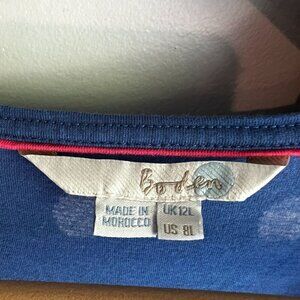 Boden
MADE IN
MOROCCO
UK12L
US 8L